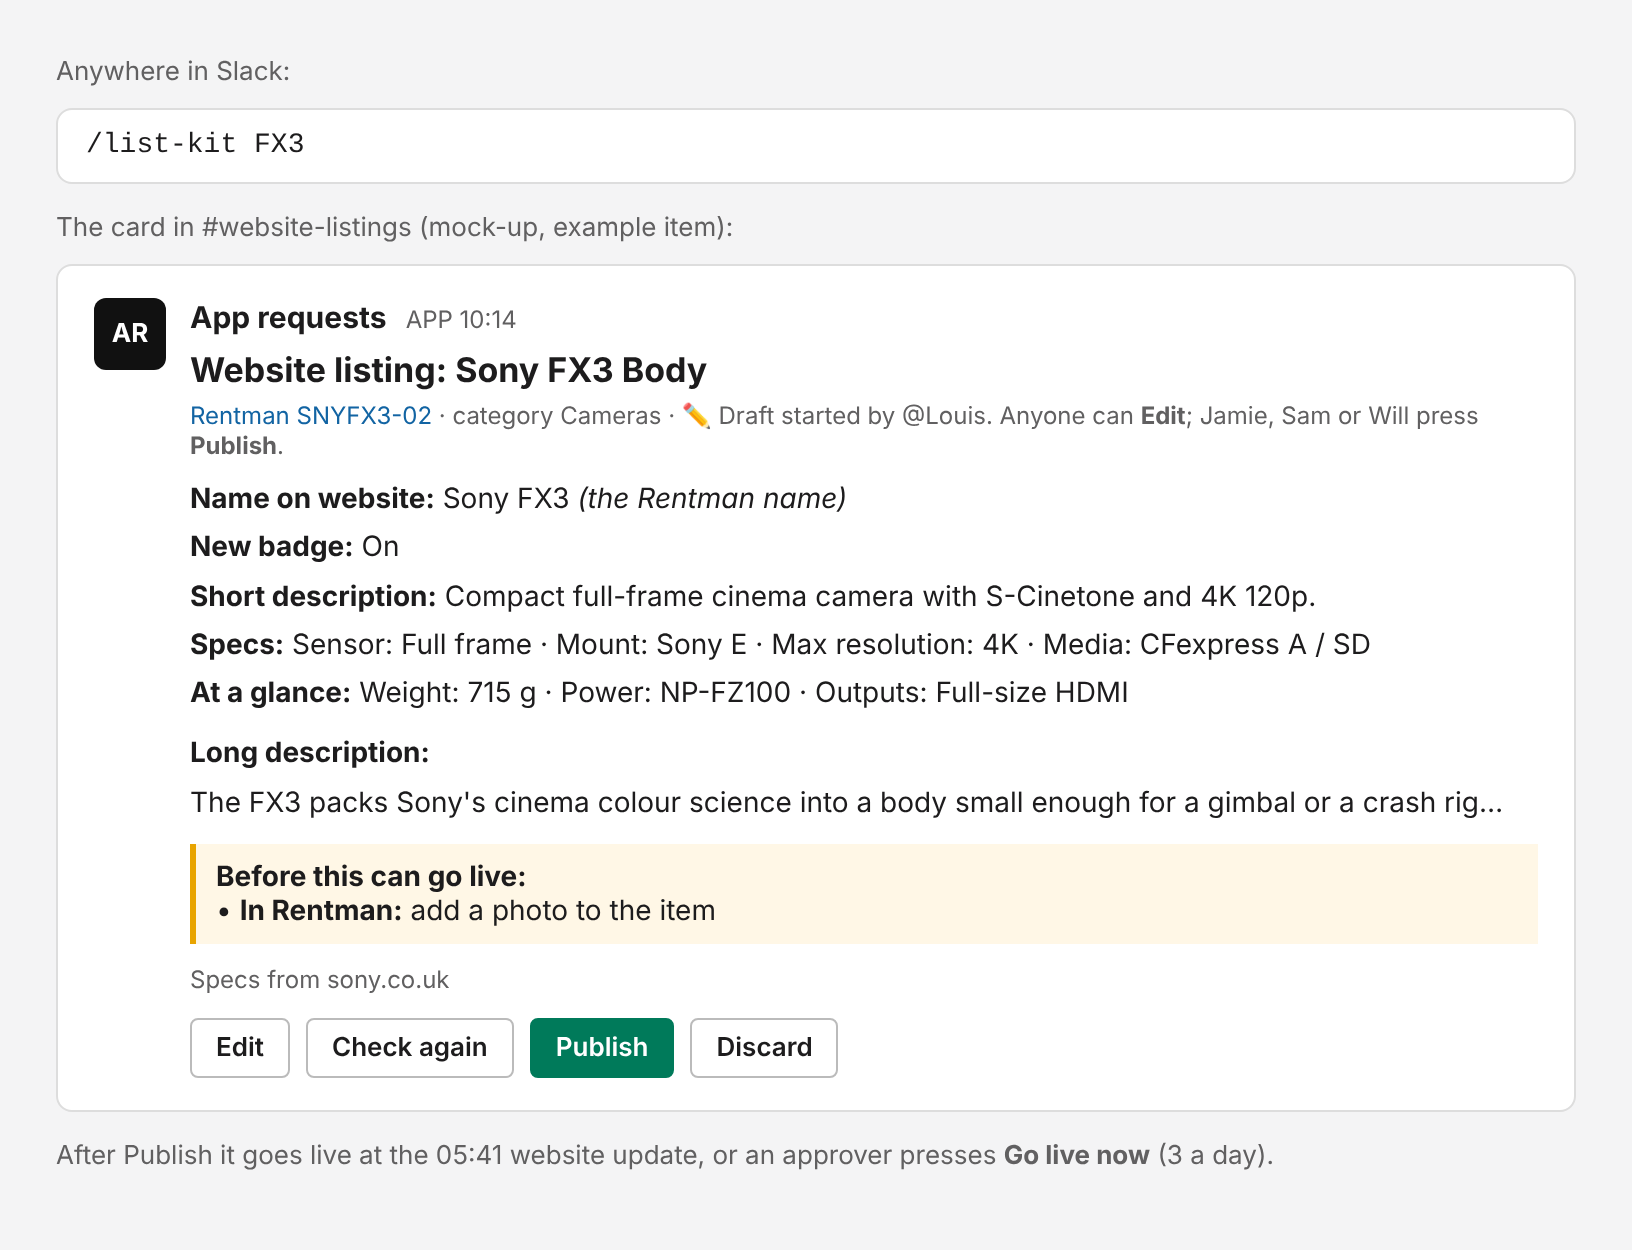 Anywhere in Slack:
/list-kit FX3
The card in #website-listings (mock-up, example item):
AR
App requests APP 10:14
Website listing: Sony FX3 Body
Rentman SNYFX3-02 · category Cameras · ✏️ Draft started by @Louis. Anyone can Edit; Jamie, Sam or Will press
Publish.
Name on website: Sony FX3 (the Rentman name)
New badge: On
Short description: Compact full-frame cinema camera with S-Cinetone and 4K 120p.
Specs: Sensor: Full frame · Mount: Sony E · Max resolution: 4K · Media: CFexpress A / SD
At a glance: Weight: 715 g · Power: NP-FZ100 · Outputs: Full-size HDMI
Long description:
The FX3 packs Sony's cinema colour science into a body small enough for a gimbal or a crash rig...
Before this can go live:
• In Rentman: add a photo to the item
Specs from sony.co.uk
Edit Check again Publish Discard
After Publish it goes live at the 05:41 website update, or an approver presses Go live now (3 a day).